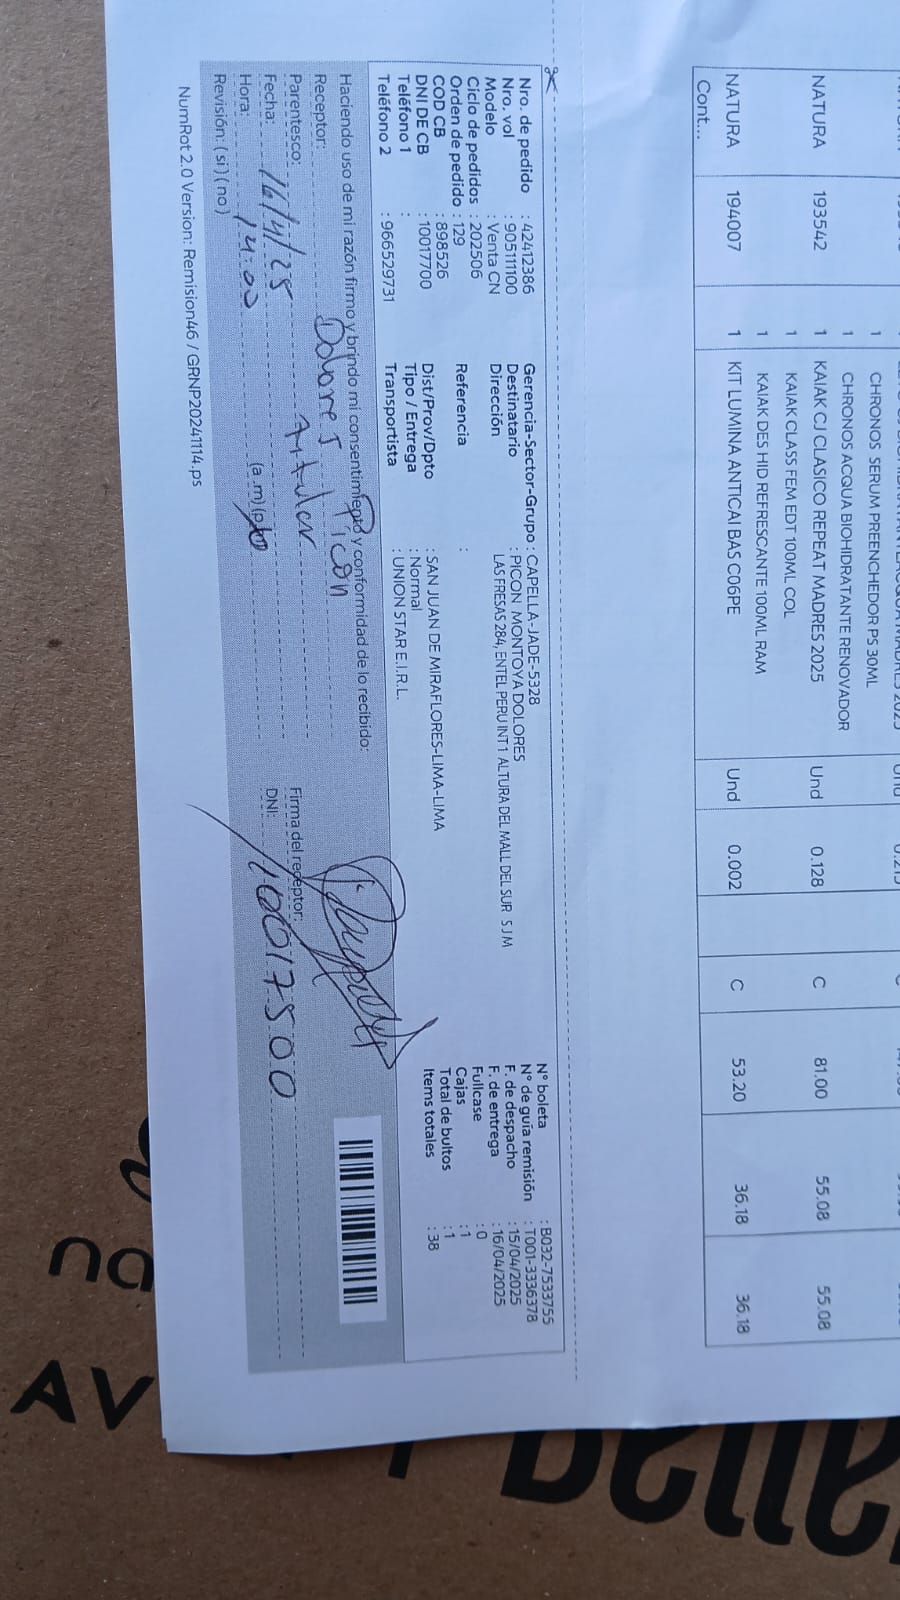 1 CHRONOS SERUM PREENCHEDOR PS 30ML
1 CHRONOS ACQUA BIOHIDRATANTE RENOVADOR
NATURA 193542 1 KAIAK CJ CLASICO REPEAT MADRES 2025 Und 0.128 C 81.00 55.08 55.08
1 KAIAK CLASS FEM EDT 100ML COL
1 KAIAK DES HID REFRESCANTE 100ML RAM
NATURA 194007 1 KIT LUMINA ANTICAI BAS C06PE Und 0.002 C 53.20 36.18 36.18
Cont...
Nro. de pedido : 42412386
Nro. vol : 905111100
Modelo : Venta CN
Ciclo de pedidos : 202506
Orden de pedido : 129
COD CB : 898526
DNI DE CB : 10017700
Teléfono 1 :
Teléfono 2 : 966529731
Gerencia-Sector-Grupo : CAPELLA-JADE-5328
Destinatario : PICON MONTOYA DOLORES
Dirección LAS FRESAS 284, ENTEL PERU INT 1 ALTURA DEL MALL DEL SUR S J M
Referencia :
Dist/Prov/Dpto : SAN JUAN DE MIRAFLORES-LIMA-LIMA
Tipo / Entrega : Normal
Transportista : UNION STAR E.I.R.L.
N° boleta : B032-7533755
N° de guía remisión : T001-3336378
F. de despacho : 15/04/2025
F. de entrega : 16/04/2025
Fullcase : 0
Cajas : 1
Total de bultos : 1
Items totales : 38
Haciendo uso de mi razón firmo y brindo mi consentimiento y conformidad de lo recibido:
Receptor: Dolores Picon
Parentesco: titular
Fecha: 16/4/25
Hora: 14:00 (a.m)
Revisión: (si) (no)
Firma del receptor:
DNI:
NumRot 2.0 Version: Remision46 / GRNP20241114.ps
na
AV